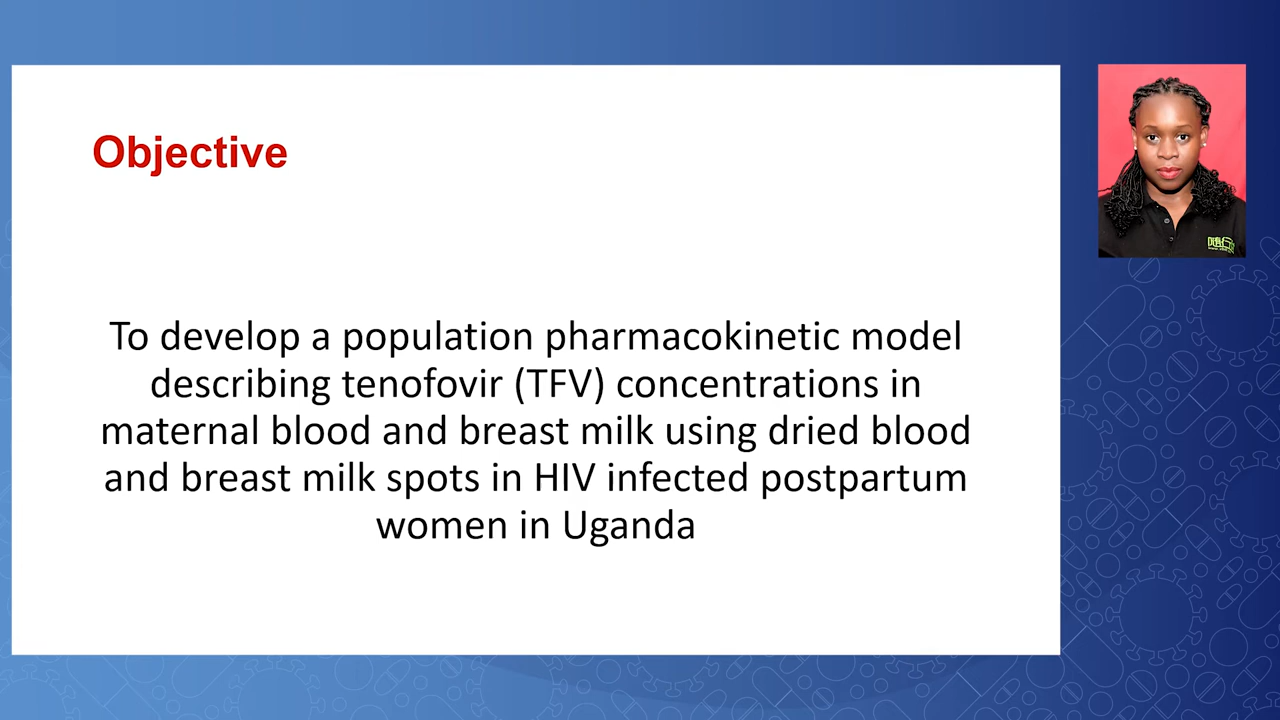 Objective
To develop a population pharmacokinetic model
describing tenofovir (TFV) concentrations in
maternal blood and breast milk using dried blood
and breast milk spots in HIV infected postpartum
women in Uganda